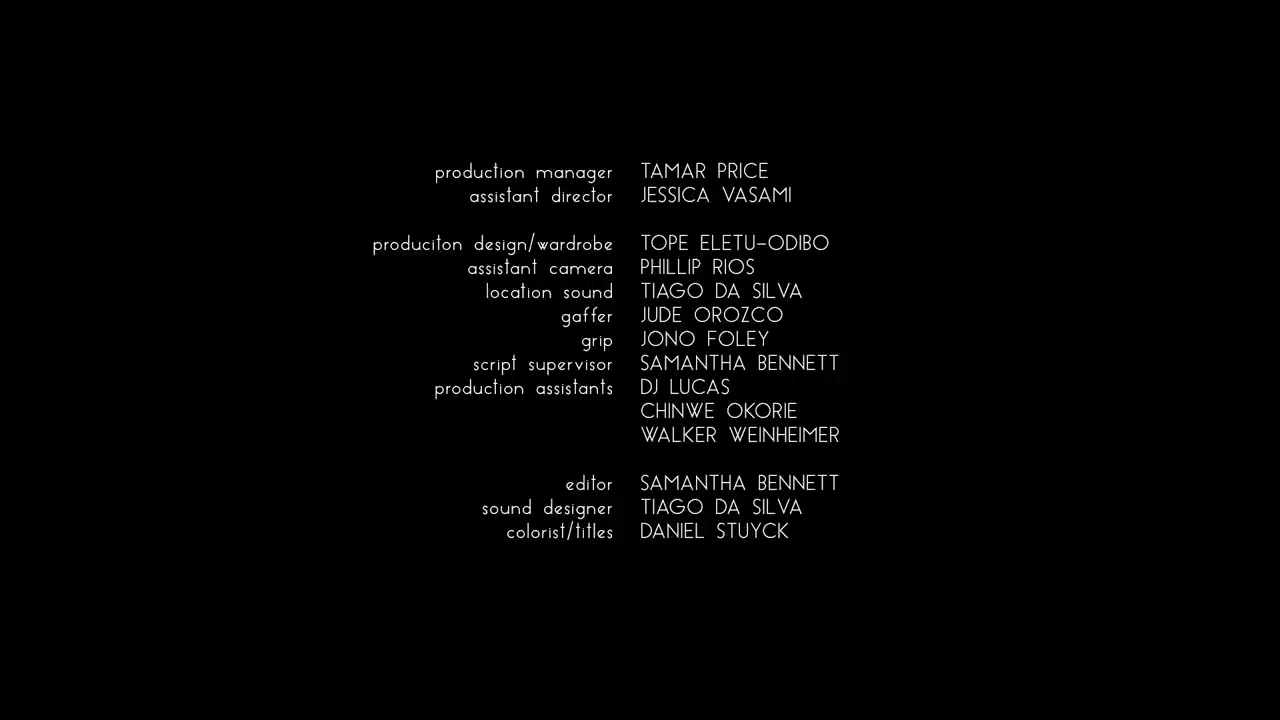 production manager TAMAR PRICE
assistant director JESSICA VASAMI
produciton design/wardrobe TOPE ELETU-ODIBO
assistant camera PHILLIP RIOS
location sound TIAGO DA SILVA
gaffer JUDE OROZCO
grip JONO FOLEY
script supervisor SAMANTHA BENNETT
production assistants DJ LUCAS
CHINWE OKORIE
WALKER WEINHEIMER
editor SAMANTHA BENNETT
sound designer TIAGO DA SILVA
colorist/titles DANIEL STUYCK